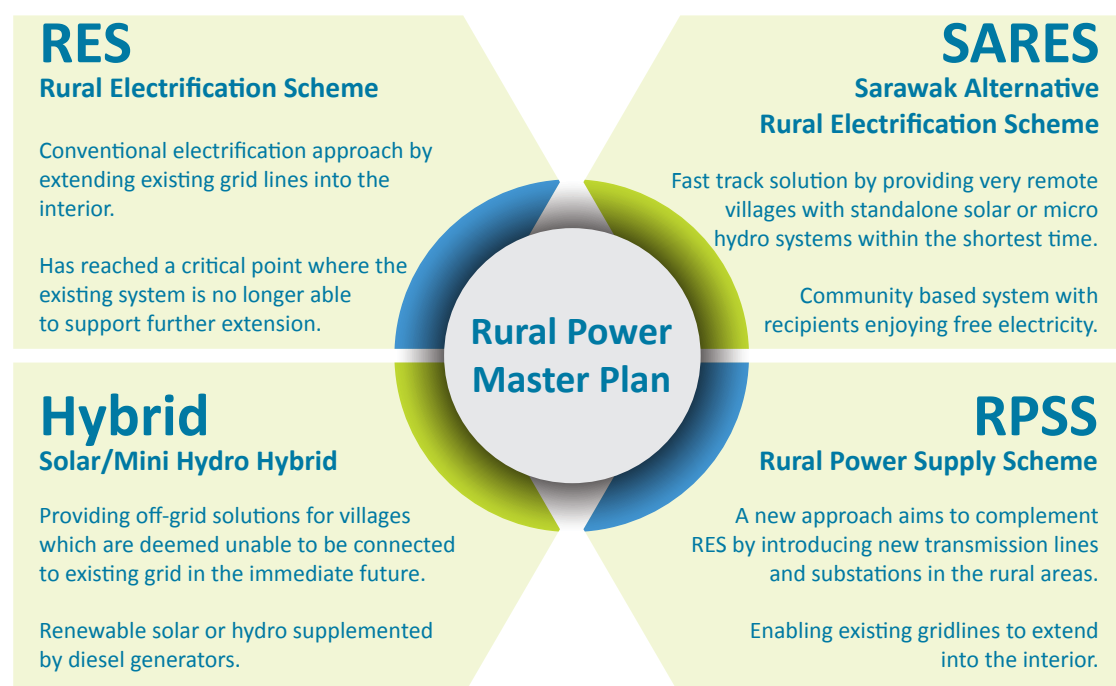 RES
Rural Electrification Scheme
Conventional electrification approach by
extending existing grid lines into the
interior.
Has reached a critical point where the
existing system is no longer able
to support further extension.
SARES
Sarawak Alternative
Rural Electrification Scheme
Fast track solution by providing very remote
villages with standalone solar or micro
hydro systems within the shortest time.
Community based system with
recipients enjoying free electricity.
Rural Power
Master Plan
Hybrid
Solar/Mini Hydro Hybrid
Providing off-grid solutions for villages
which are deemed unable to be connected
to existing grid in the immediate future.
Renewable solar or hydro supplemented
by diesel generators.
RPSS
Rural Power Supply Scheme
A new approach aims to complement
RES by introducing new transmission lines
and substations in the rural areas.
Enabling existing gridlines to extend
into the interior.